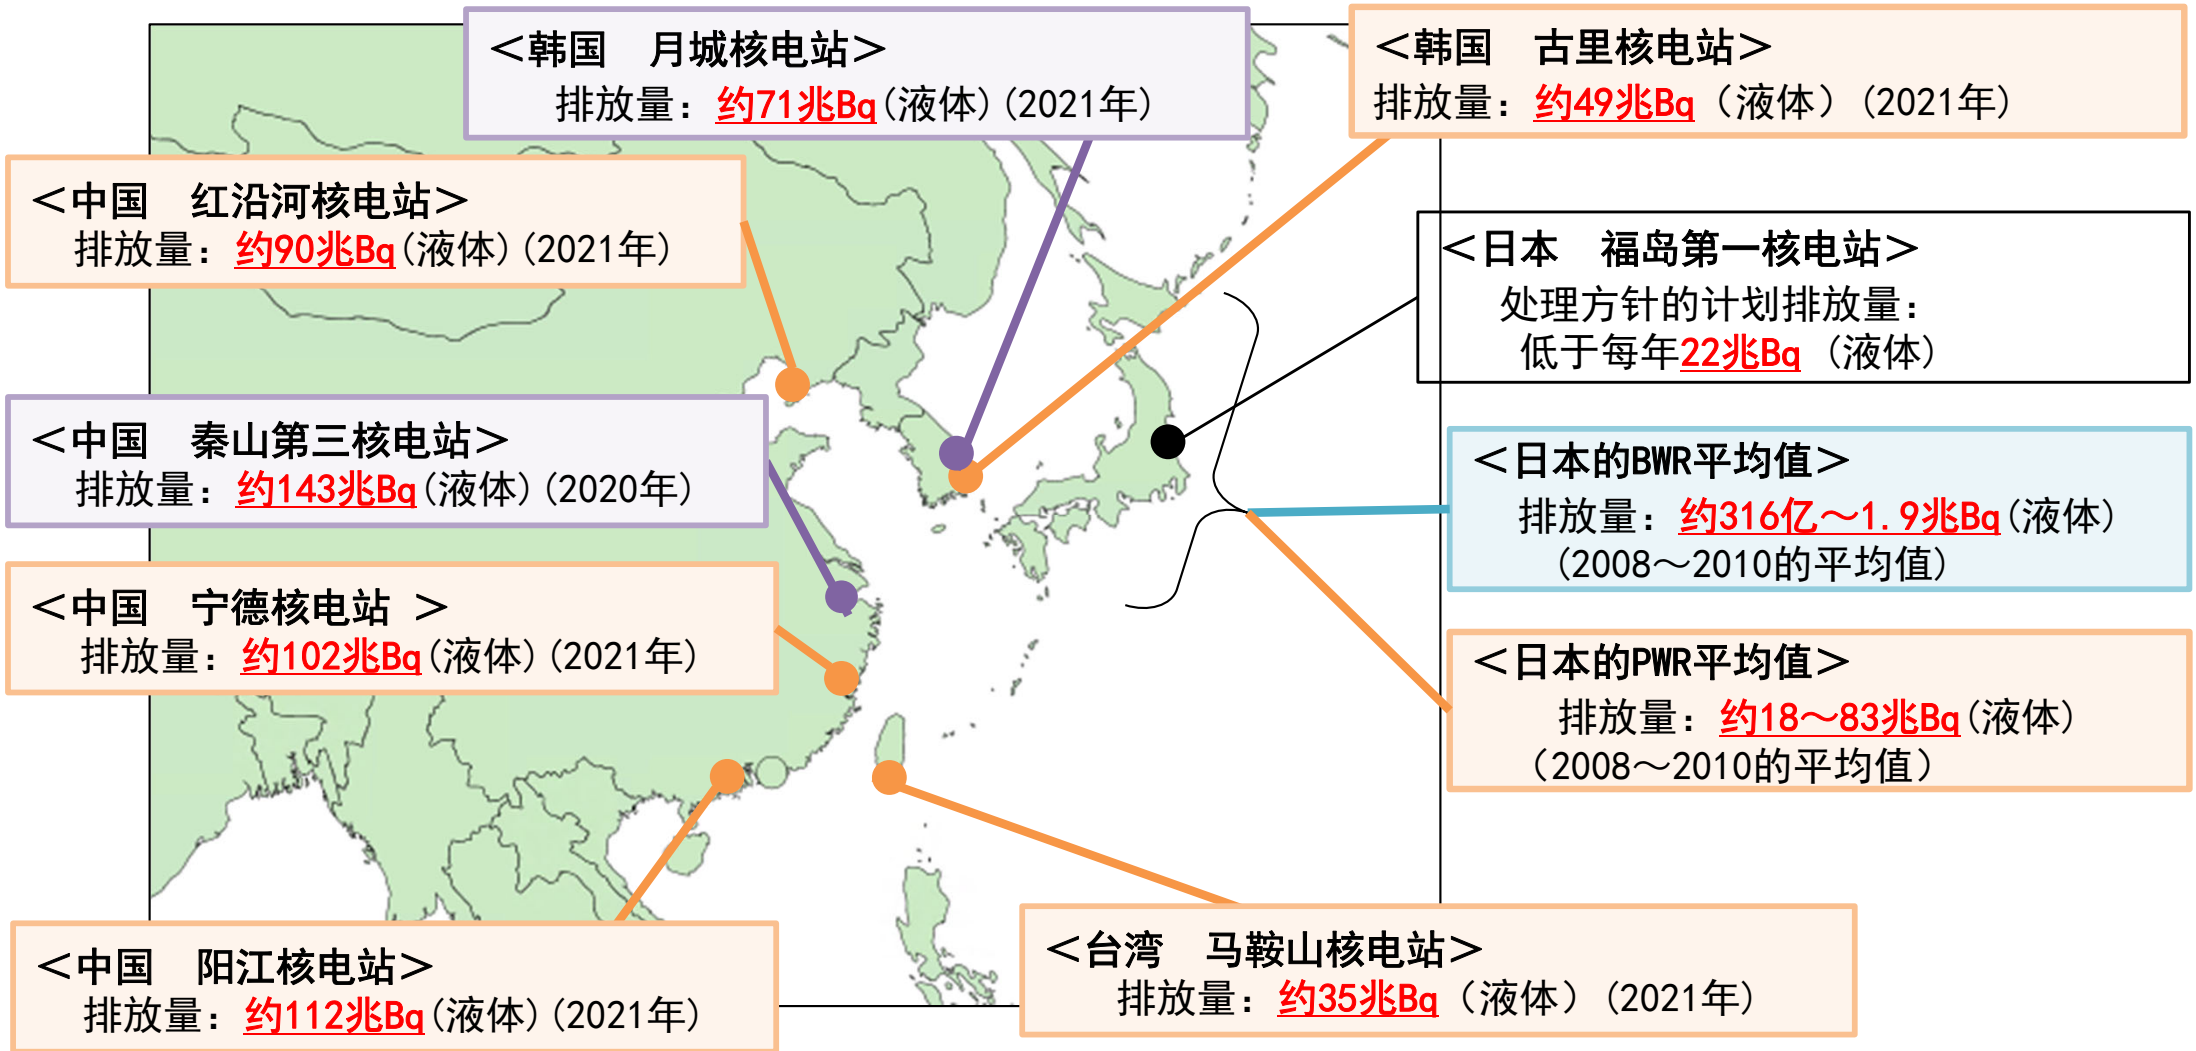 ＜韩国　月城核电站＞
排放量：约71兆Bq(液体)(2021年)
＜韩国　古里核电站＞
排放量：约49兆Bq（液体）(2021年)
＜中国　红沿河核电站＞
排放量：约90兆Bq(液体)(2021年)
＜日本　福岛第一核电站＞
处理方针的计划排放量：
低于每年22兆Bq (液体)
＜中国　秦山第三核电站＞
排放量：约143兆Bq(液体)(2020年)
＜日本的BWR平均值＞
排放量：约316亿～1.9兆Bq(液体)
(2008～2010的平均值)
＜中国　宁德核电站 ＞
排放量：约102兆Bq(液体)(2021年)
＜日本的PWR平均值＞
排放量：约18～83兆Bq(液体)
（2008～2010的平均值）
＜中国　阳江核电站＞
排放量：约112兆Bq(液体)(2021年)
＜台湾　马鞍山核电站＞
排放量：约35兆Bq（液体）(2021年)